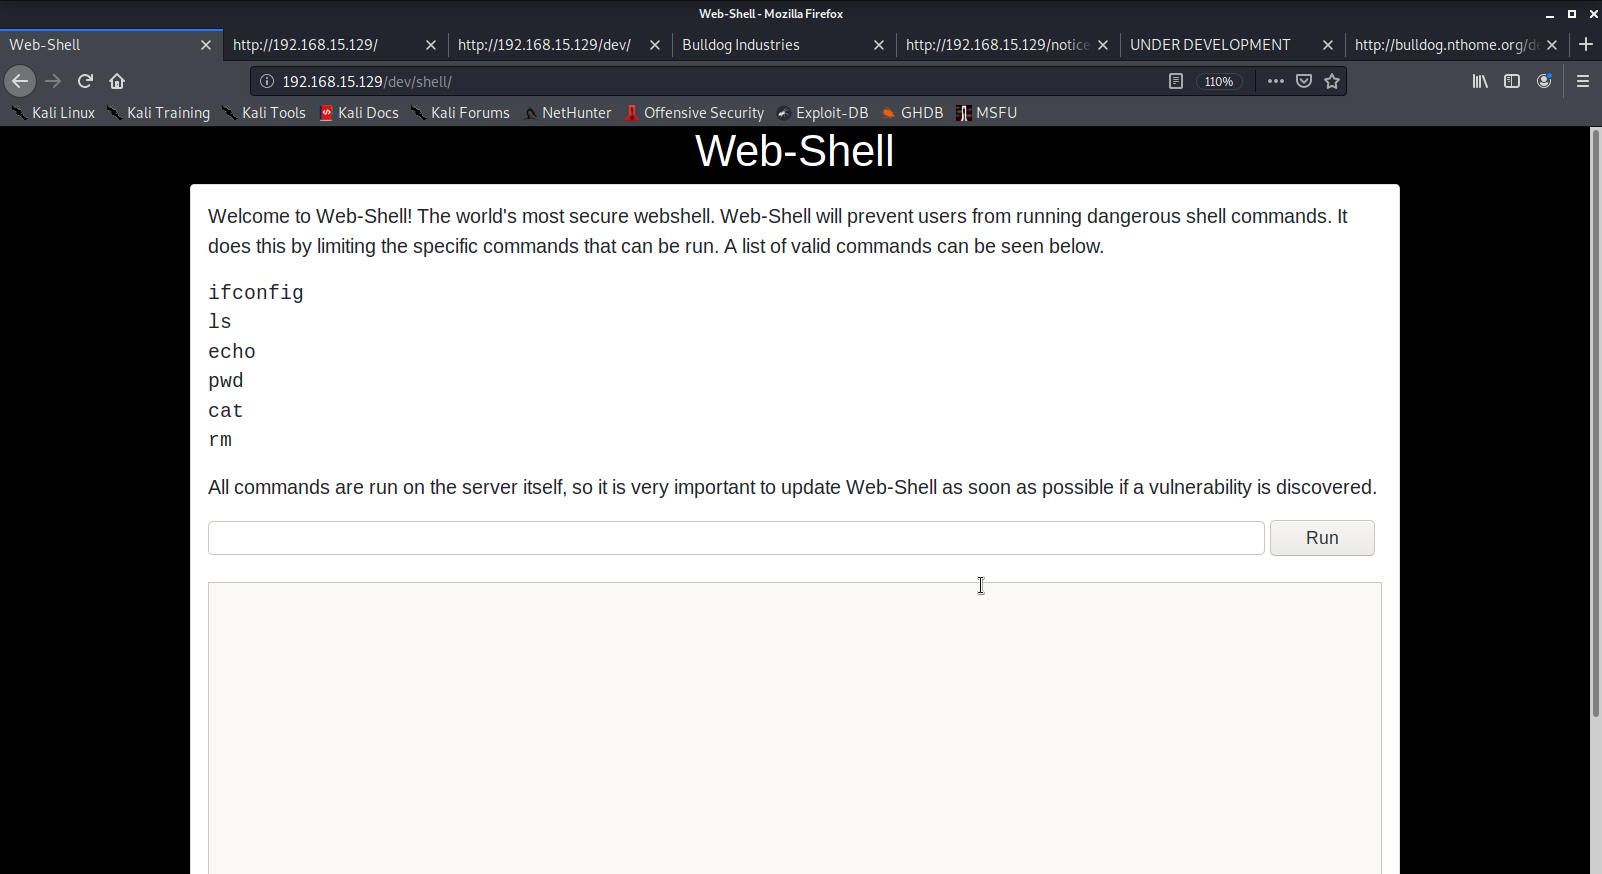 Web-Shell - Mozilla Firefox
Web-Shell
http://192.168.15.129/
http://192.168.15.129/dev/
Bulldog Industries
http://192.168.15.129/notice
UNDER DEVELOPMENT
http://bulldog.nthome.org/d
192.168.15.129/dev/shell/
110%
Kali Linux
Kali Training
Kali Tools
Kali Docs
Kali Forums
NetHunter
Offensive Security
Exploit-DB
GHDB
MSFU
Web-Shell
Welcome to Web-Shell! The world's most secure webshell. Web-Shell will prevent users from running dangerous shell commands. It
does this by limiting the specific commands that can be run. A list of valid commands can be seen below.
ifconfig
ls
echo
pwd
cat
rm
All commands are run on the server itself, so it is very important to update Web-Shell as soon as possible if a vulnerability is discovered.
Run